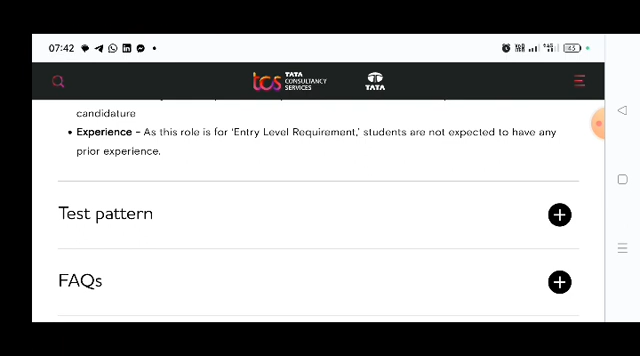 07:42
tcs TATA CONSULTANCY SERVICES TATA
candidature
• Experience – As this role is for ‘Entry Level Requirement,’ students are not expected to have any
prior experience.
Test pattern
FAQs